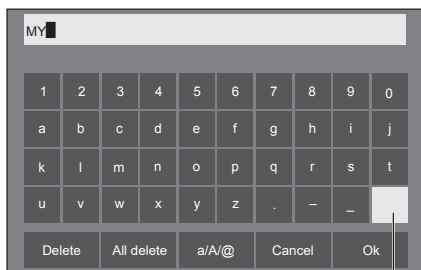 MY
1 2 3 4 5 6 7 8 9 0
a b c d e f g h i j
k l m n o p q r s t
u v w x y z . – _
Delete All delete a/A/@ Cancel Ok